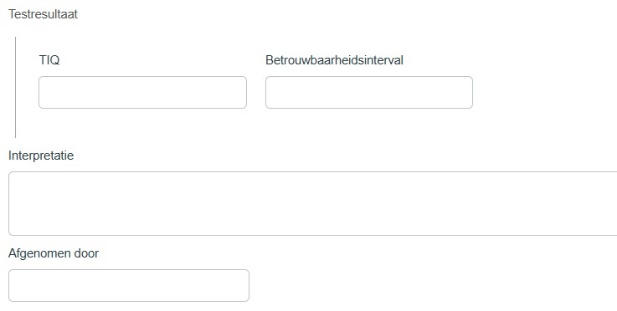 Testresultaat
TIQ Betrouwbaarheidsinterval
Interpretatie
Afgenomen door